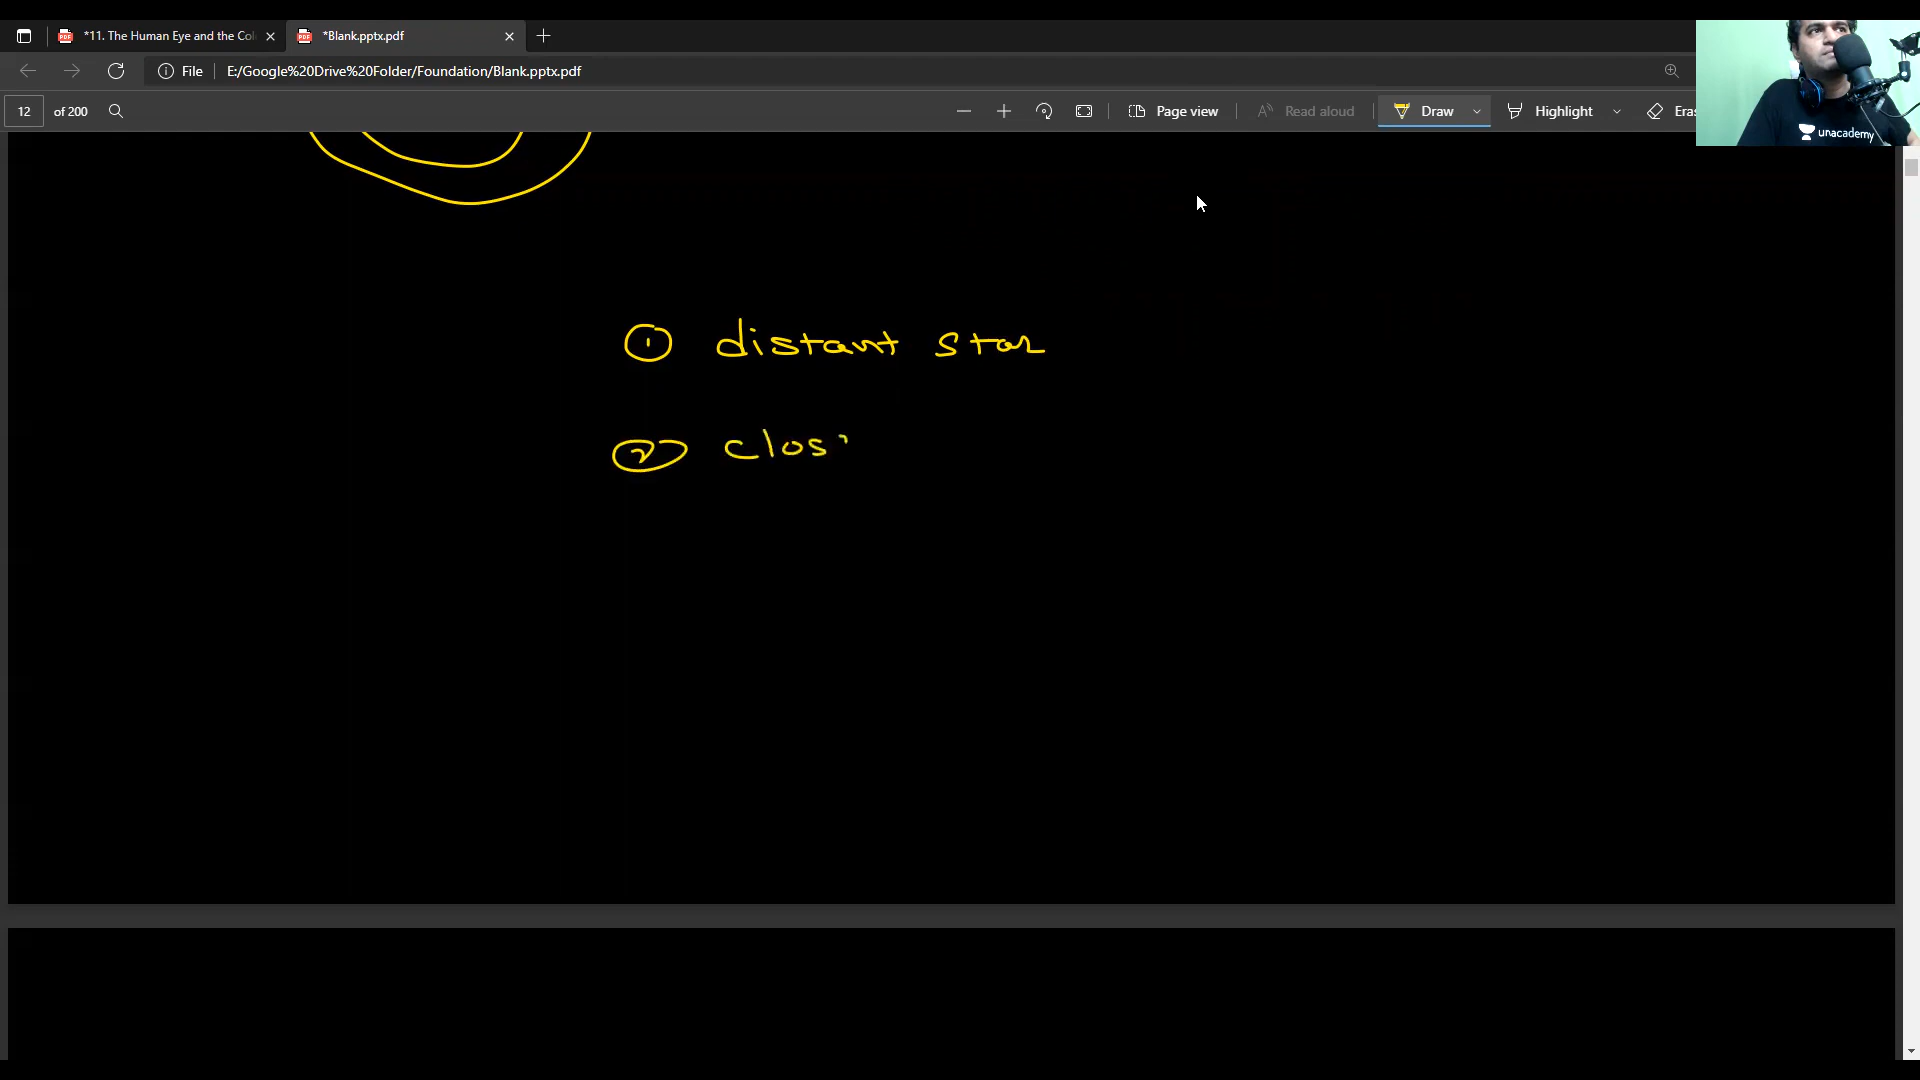 *11. The Human Eye and the Col
*Blank.pptx.pdf
File
E:/Google%20Drive%20Folder/Foundation/Blank.pptx.pdf
12 of 200
Page view
Read aloud
Draw
Highlight
Eras
unacademy
① distant star
② clos